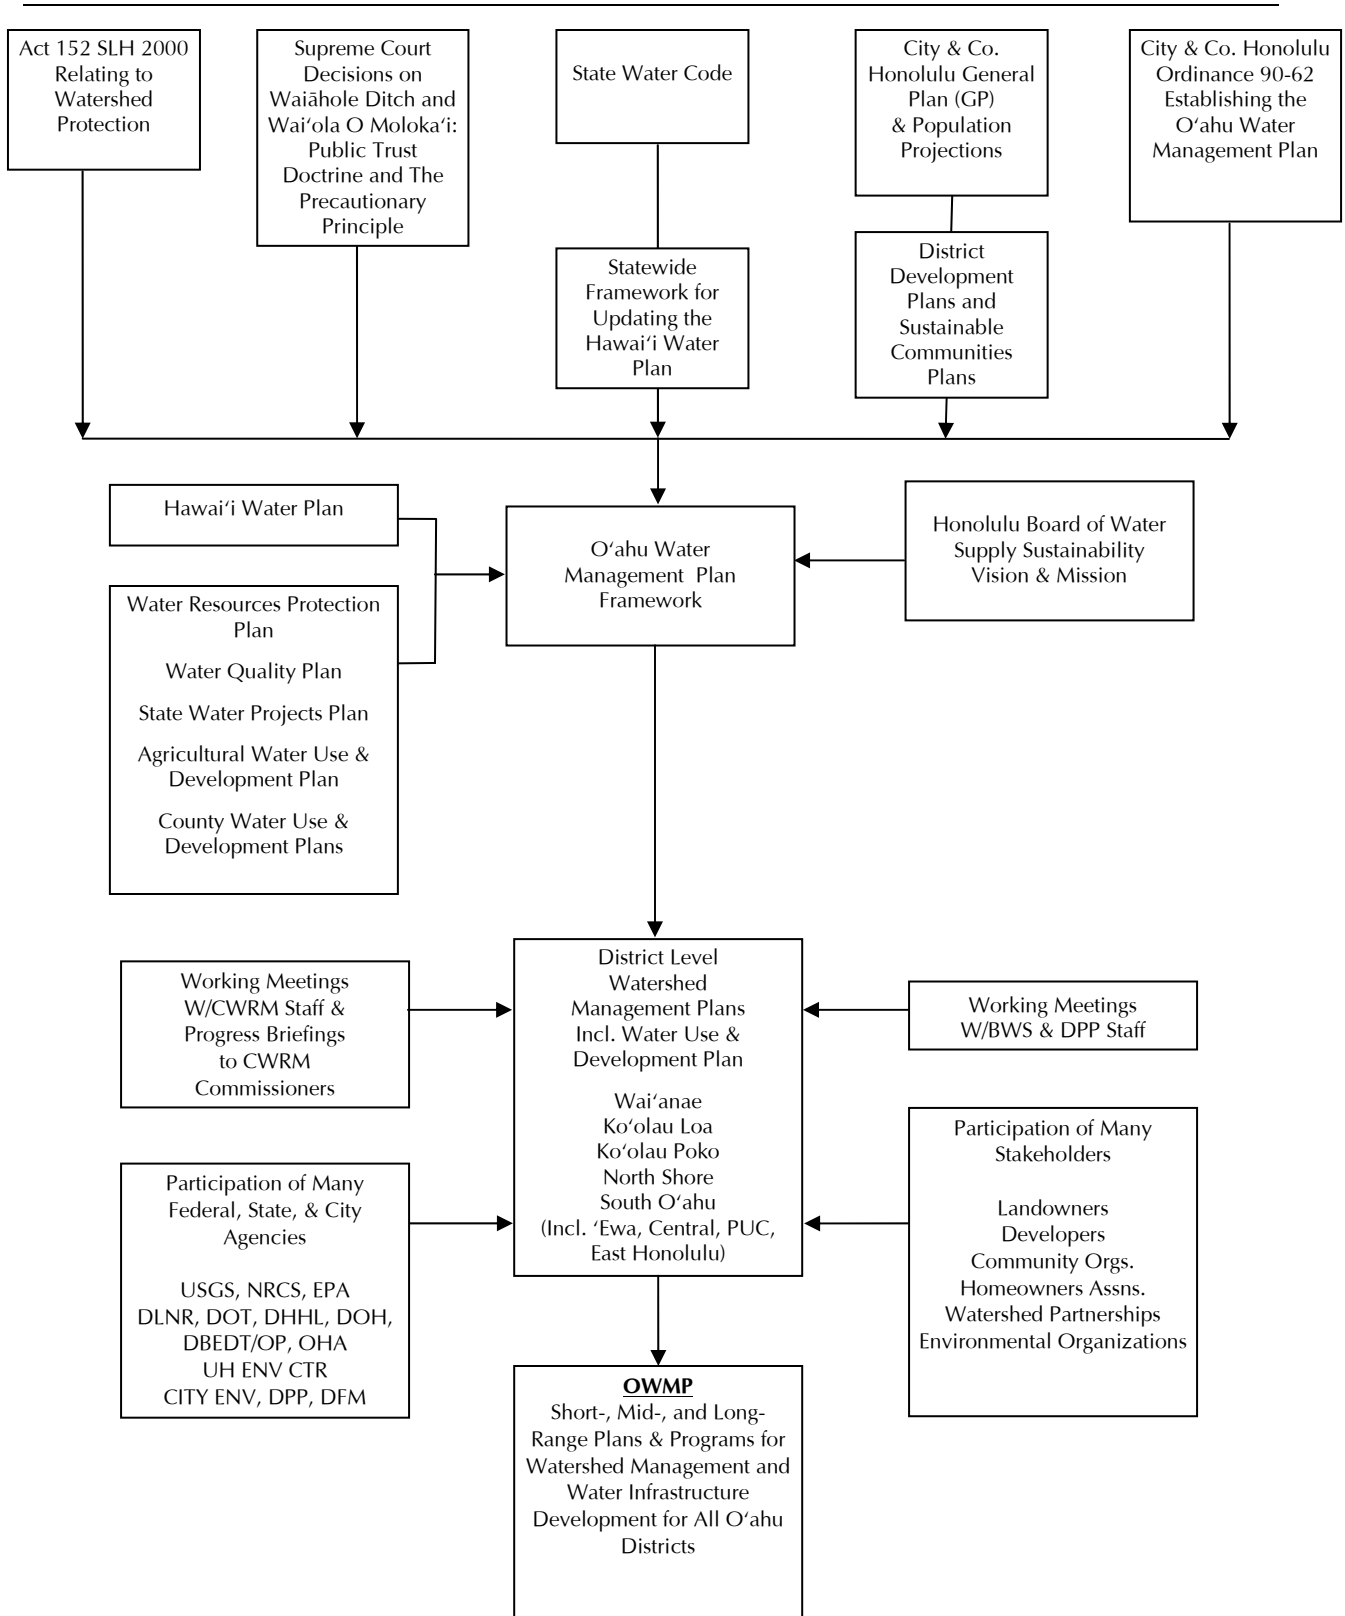 Act 152 SLH 2000
Relating to
Watershed
Protection
Supreme Court
Decisions on
Waiāhole Ditch and
Wai‘ola O Moloka‘i:
Public Trust
Doctrine and The
Precautionary
Principle
State Water Code
City & Co.
Honolulu General
Plan (GP)
& Population
Projections
City & Co. Honolulu
Ordinance 90-62
Establishing the
O‘ahu Water
Management Plan
Statewide
Framework for
Updating the
Hawai‘i Water
Plan
District
Development
Plans and
Sustainable
Communities
Plans
Hawai‘i Water Plan
O‘ahu Water
Management Plan
Framework
Honolulu Board of Water
Supply Sustainability
Vision & Mission
Water Resources Protection
Plan
Water Quality Plan
State Water Projects Plan
Agricultural Water Use &
Development Plan
County Water Use &
Development Plans
Working Meetings
W/CWRM Staff &
Progress Briefings
to CWRM
Commissioners
District Level
Watershed
Management Plans
Incl. Water Use &
Development Plan
Wai‘anae
Ko‘olau Loa
Ko‘olau Poko
North Shore
South O‘ahu
(Incl. ‘Ewa, Central, PUC,
East Honolulu)
Working Meetings
W/BWS & DPP Staff
Participation of Many
Federal, State, & City
Agencies
USGS, NRCS, EPA
DLNR, DOT, DHHL, DOH,
DBEDT/OP, OHA
UH ENV CTR
CITY ENV, DPP, DFM
Participation of Many
Stakeholders
Landowners
Developers
Community Orgs.
Homeowners Assns.
Watershed Partnerships
Environmental Organizations
OWMP
Short-, Mid-, and Long-
Range Plans & Programs for
Watershed Management and
Water Infrastructure
Development for All O‘ahu
Districts